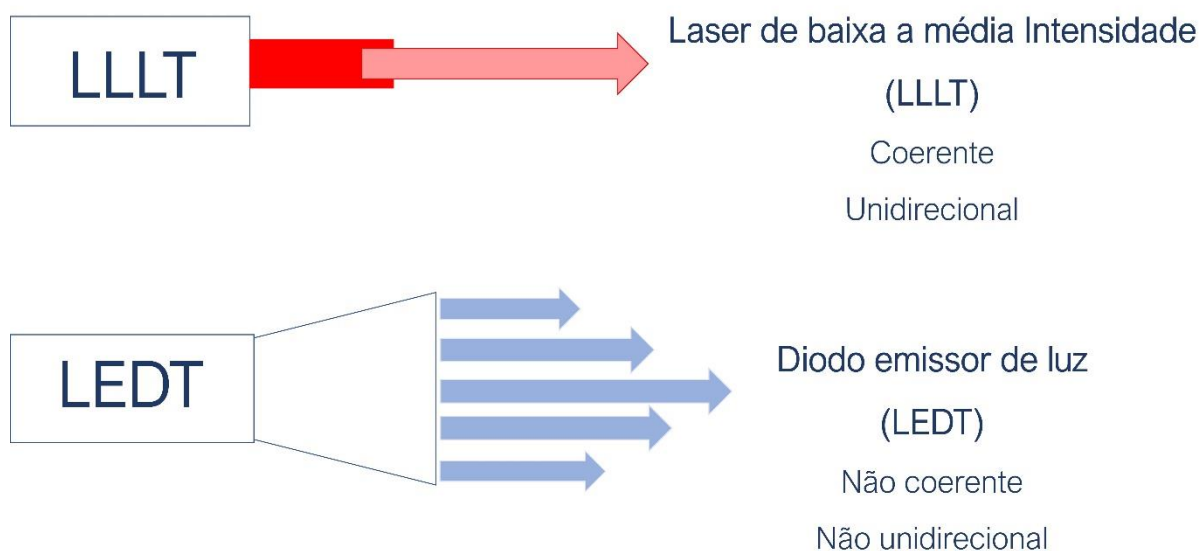 LLLT
Laser de baixa a média Intensidade
(LLLT)
Coerente
Unidirecional
LEDT
Diodo emissor de luz
(LEDT)
Não coerente
Não unidirecional